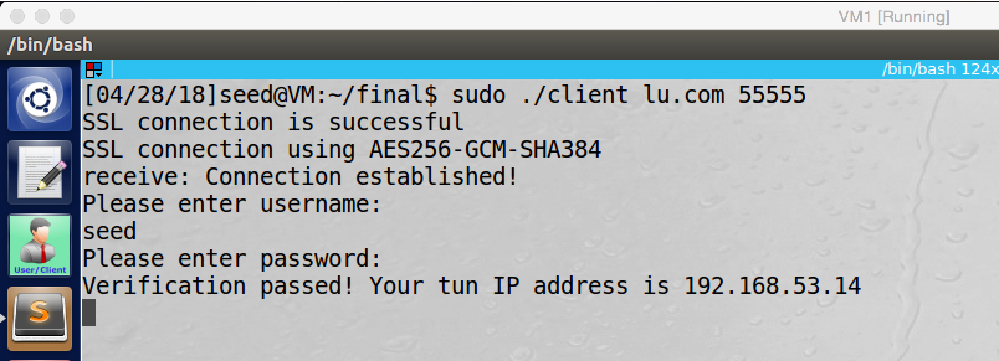 VM1 [Running]
/bin/bash
/bin/bash 124x
[04/28/18]seed@VM:~/final$ sudo ./client lu.com 55555
SSL connection is successful
SSL connection using AES256-GCM-SHA384
receive: Connection established!
Please enter username:
seed
Please enter password:
Verification passed! Your tun IP address is 192.168.53.14
User/Client
S